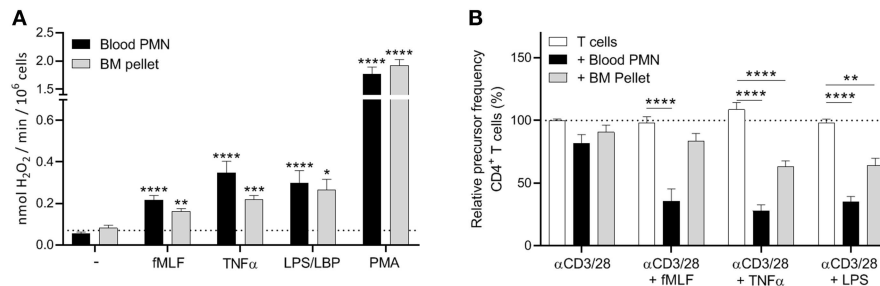 A
Blood PMN
BM pellet
nmol H₂O₂ / min / 10⁶ cells
2.5
2.0
1.5
0.6
0.4
0.2
0.0
**** **
**** ***
**** *
**** ****
- fMLF TNFα LPS/LBP PMA
B
T cells
+ Blood PMN
+ BM Pellet
Relative precursor frequency
CD4⁺ T cells (%)
150
100
50
0
****
****
****
**
****
αCD3/28 αCD3/28 αCD3/28 αCD3/28
+ fMLF + TNFα + LPS